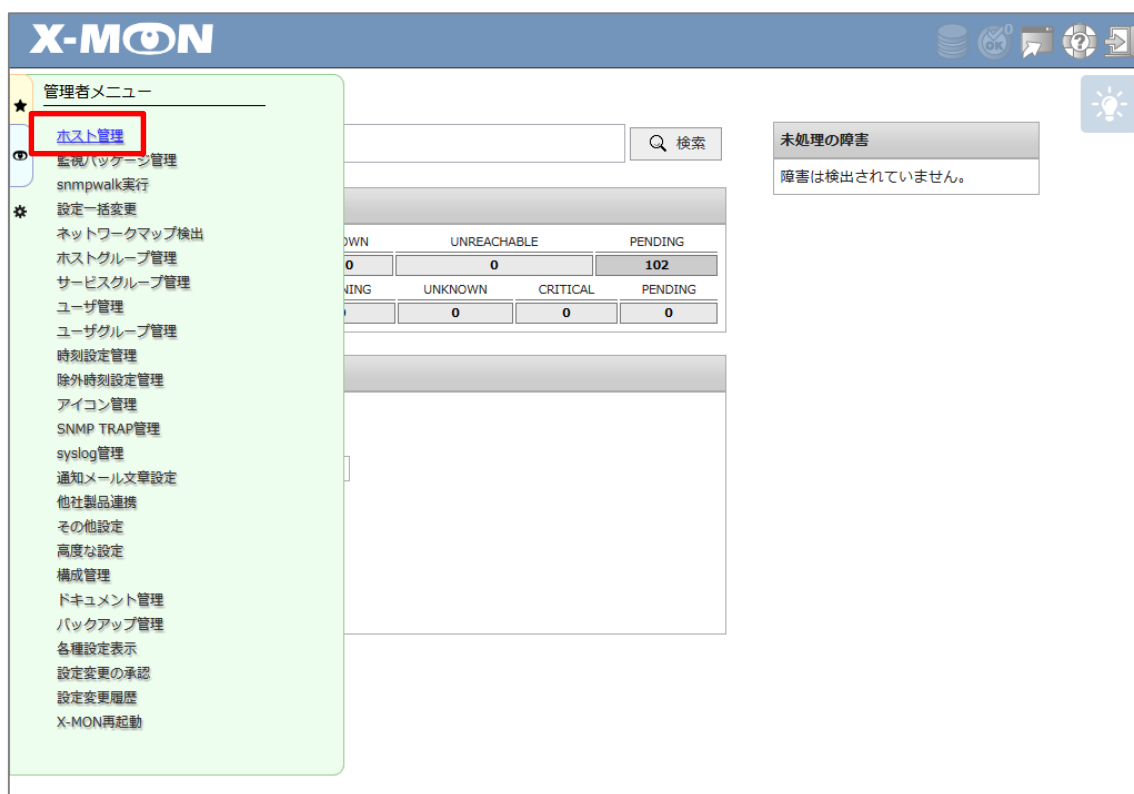 X-MON
OK 0
管理者メニュー
ホスト管理
監視パッケージ管理
snmpwalk実行
設定一括変更
ネットワークマップ検出
ホストグループ管理
サービスグループ管理
ユーザ管理
ユーザグループ管理
時刻設定管理
除外時刻設定管理
アイコン管理
SNMP TRAP管理
syslog管理
通知メール文章設定
他社製品連携
その他設定
高度な設定
構成管理
ドキュメント管理
バックアップ管理
各種設定表示
設定変更の承認
設定変更履歴
X-MON再起動
検索
UNREACHABLE PENDING
0 0 102
UNKNOWN CRITICAL PENDING
0 0 0
未処理の障害
障害は検出されていません。